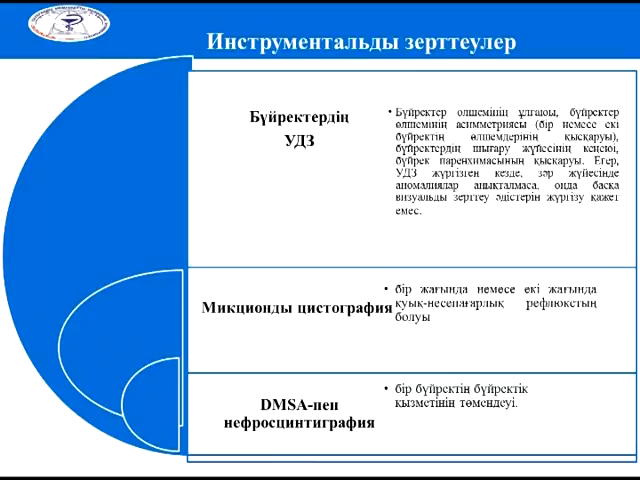 Инструментальды зерттеулер
Бүйректердің
УДЗ
• Бүйректер өлшемінің ұлғаюы, бүйректер
өлшемінің асимметриясы (бір немесе екі
бүйректің өлшемдерінің қысқаруы),
бүйректердің шығару жүйесінің кеңеюі,
бүйрек паренхимасының қысқаруы. Егер,
УДЗ жүргізген кезде, зәр жүйесінде
аномалиялар анықталмаса, онда басқа
визуальды зерттеу әдістерін жүргізу қажет
емес.
Микционды цистография
• бір жағында немесе екі жағында
қуық-несепағарлық рефлюкстың
болуы
DMSA-пен
нефросцинтиграфия
• бір бүйректің бүйректік
қызметінің төмендеуі.